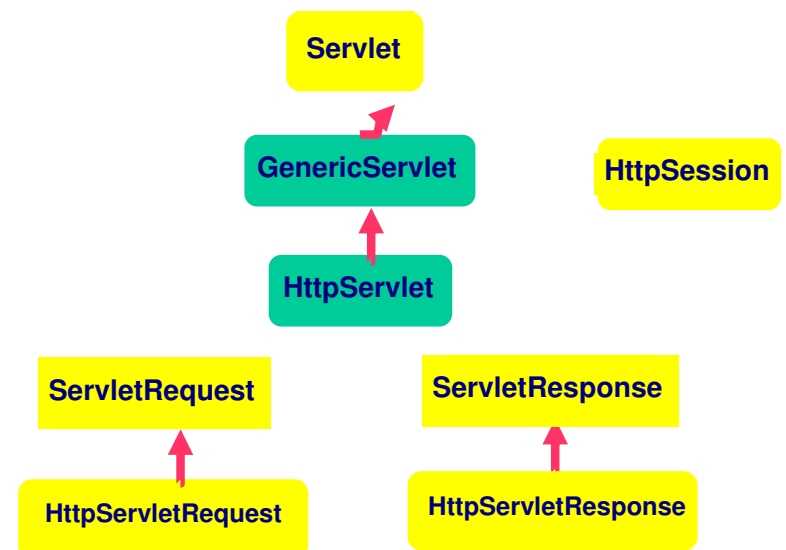 Servlet
GenericServlet
HttpSession
HttpServlet
ServletRequest
ServletResponse
HttpServletRequest
HttpServletResponse